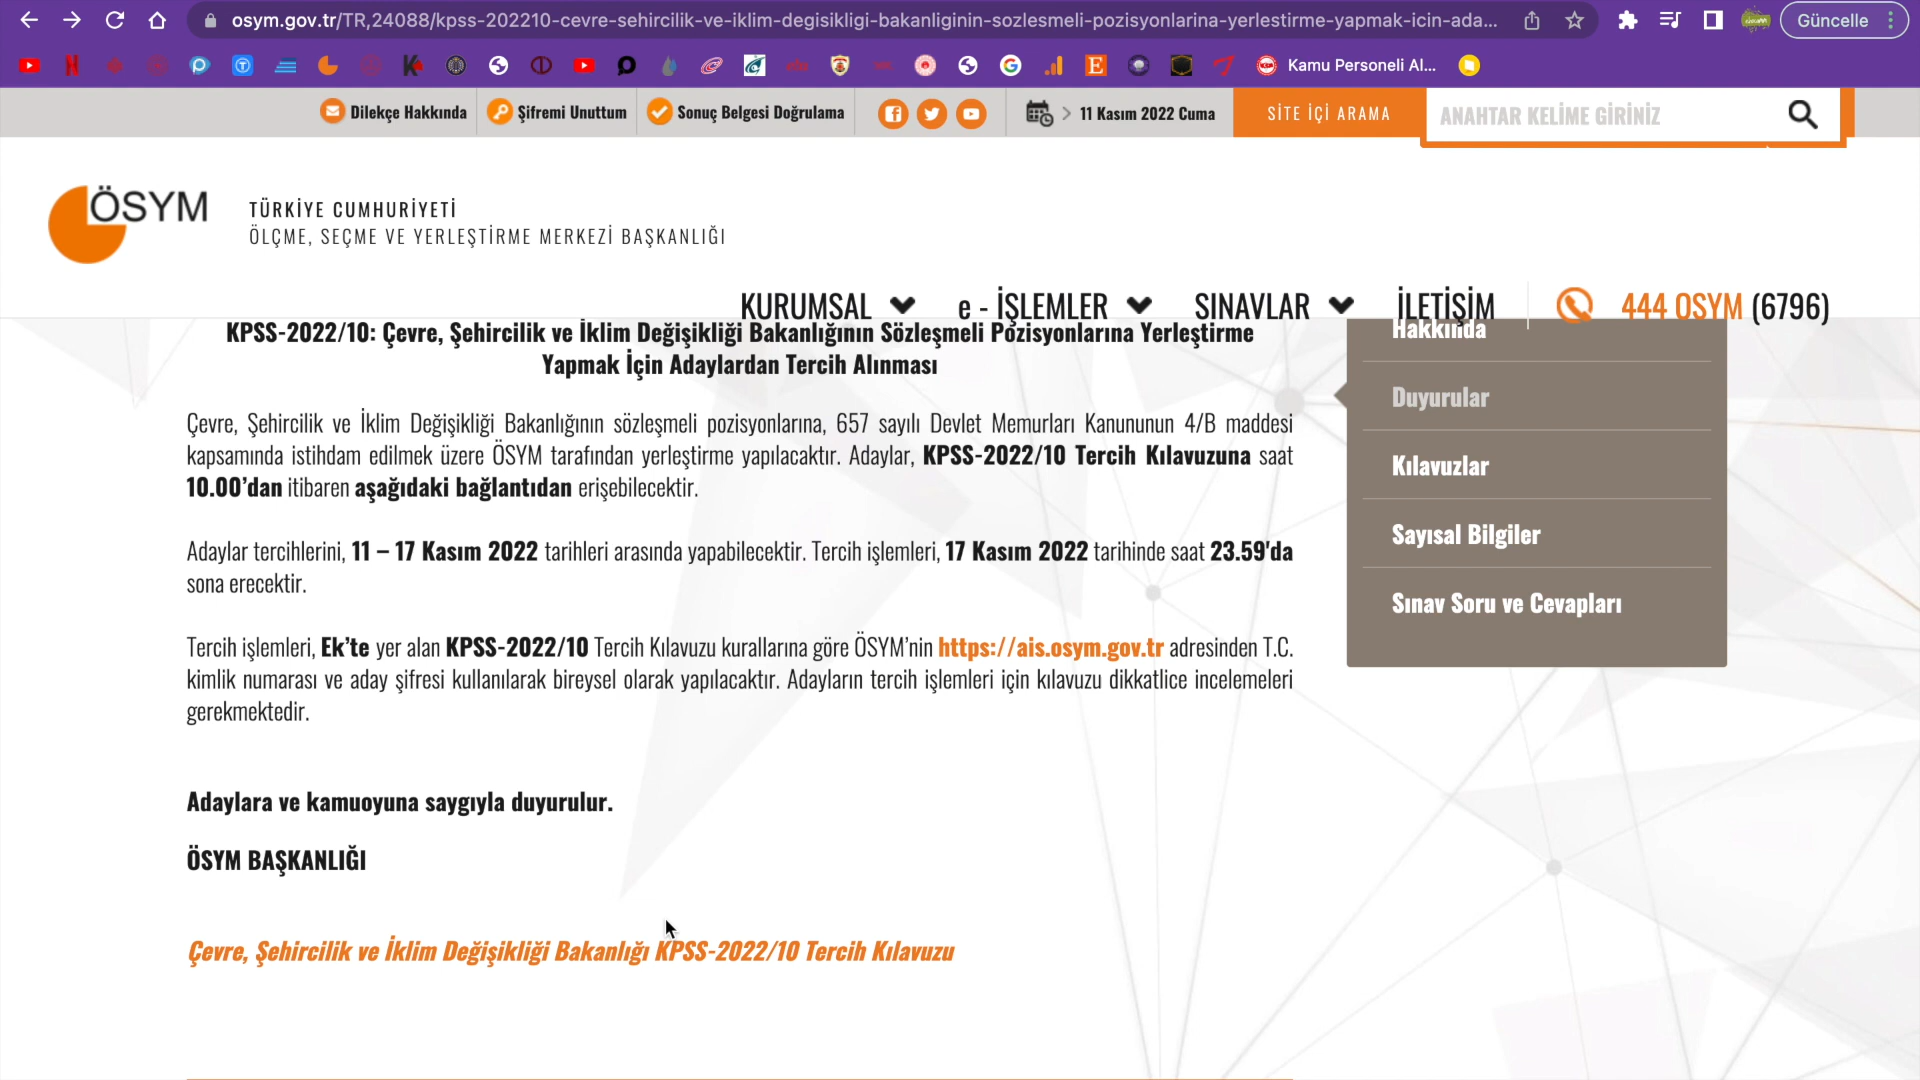 osym.gov.tr/TR,24088/kpss-202210-cevre-sehircilik-ve-iklim-degisikligi-bakanliginin-sozlesmeli-pozisyonlarina-yerlestirme-yapmak-icin-ada...
Güncelle
Kamu Personeli Al...
Dilekçe Hakkında
Şifremi Unuttum
Sonuç Belgesi Doğrulama
11 Kasım 2022 Cuma
SİTE İÇİ ARAMA
ANAHTAR KELİME GİRİNİZ
ÖSYM
TÜRKİYE CUMHURİYETİ
ÖLÇME, SEÇME VE YERLEŞTİRME MERKEZİ BAŞKANLIĞI
KURUMSAL
e - İŞLEMLER
SINAVLAR
İLETİŞİM
444 OSYM (6796)
KPSS-2022/10: Çevre, Şehircilik ve İklim Değişikliği Bakanlığının Sözleşmeli Pozisyonlarına Yerleştirme
Yapmak İçin Adaylardan Tercih Alınması
Çevre, Şehircilik ve İklim Değişikliği Bakanlığının sözleşmeli pozisyonlarına, 657 sayılı Devlet Memurları Kanununun 4/B maddesi
kapsamında istihdam edilmek üzere ÖSYM tarafından yerleştirme yapılacaktır. Adaylar, KPSS-2022/10 Tercih Kılavuzuna saat
10.00’dan itibaren aşağıdaki bağlantıdan erişebilecektir.
Adaylar tercihlerini, 11 – 17 Kasım 2022 tarihleri arasında yapabilecektir. Tercih işlemleri, 17 Kasım 2022 tarihinde saat 23.59'da
sona erecektir.
Tercih işlemleri, Ek’te yer alan KPSS-2022/10 Tercih Kılavuzu kurallarına göre ÖSYM’nin https://ais.osym.gov.tr adresinden T.C.
kimlik numarası ve aday şifresi kullanılarak bireysel olarak yapılacaktır. Adayların tercih işlemleri için kılavuzu dikkatlice incelemeleri
gerekmektedir.
Adaylara ve kamuoyuna saygıyla duyurulur.
ÖSYM BAŞKANLIĞI
Çevre, Şehircilik ve İklim Değişikliği Bakanlığı KPSS-2022/10 Tercih Kılavuzu
Hakkında
Duyurular
Kılavuzlar
Sayısal Bilgiler
Sınav Soru ve Cevapları